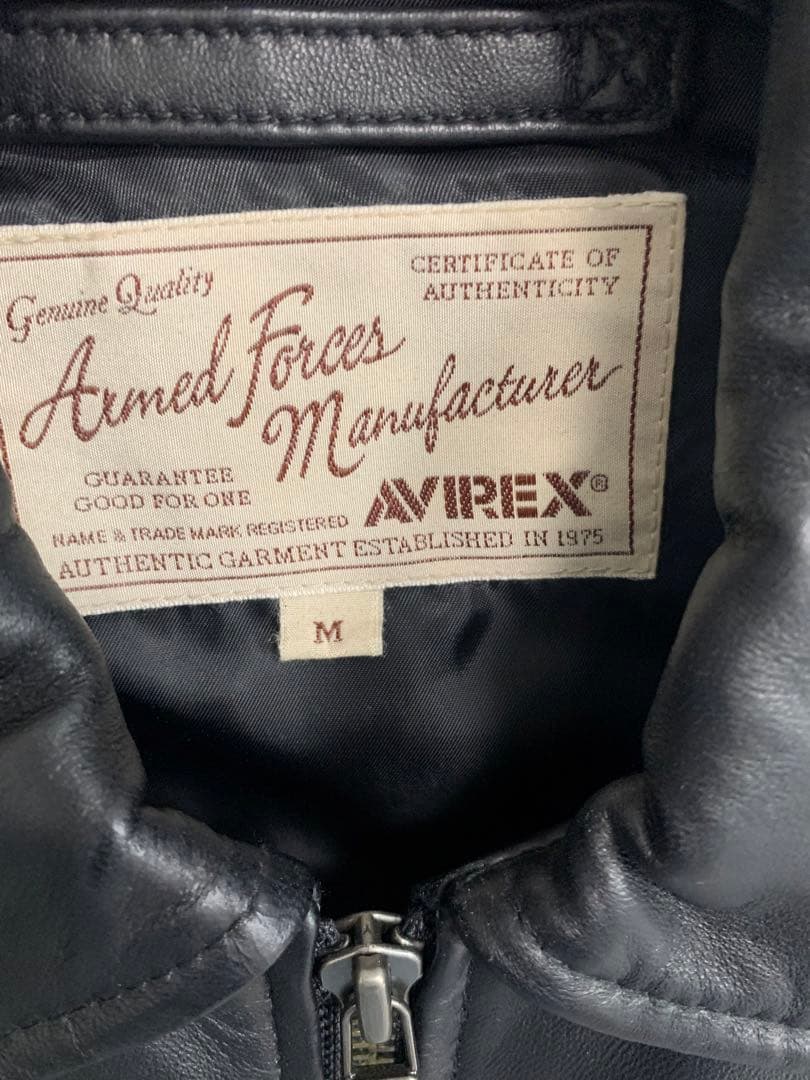 Genuine Quality
CERTIFICATE OF
AUTHENTICITY
Armed Forces
Manufacturer
GUARANTEE
GOOD FOR ONE
AVIREX®
NAME & TRADE MARK REGISTERED
AUTHENTIC GARMENT ESTABLISHED IN 1975
M